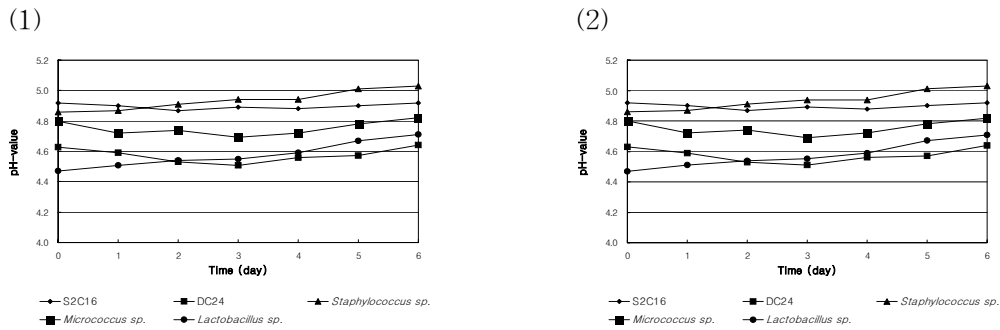 (1)
(2)
5.2
5.0
4.8
4.6
4.4
4.2
4.0
pH-value
0 1 2 3 4 5 6
Time (day)
S2C16 DC24 Staphylococcus sp.
Micrococcus sp. Lactobacillus sp.
5.2
5.0
4.8
4.6
4.4
4.2
4.0
pH-value
0 1 2 3 4 5 6
Time (day)
S2C16 DC24 Staphylococcus sp.
Micrococcus sp. Lactobacillus sp.